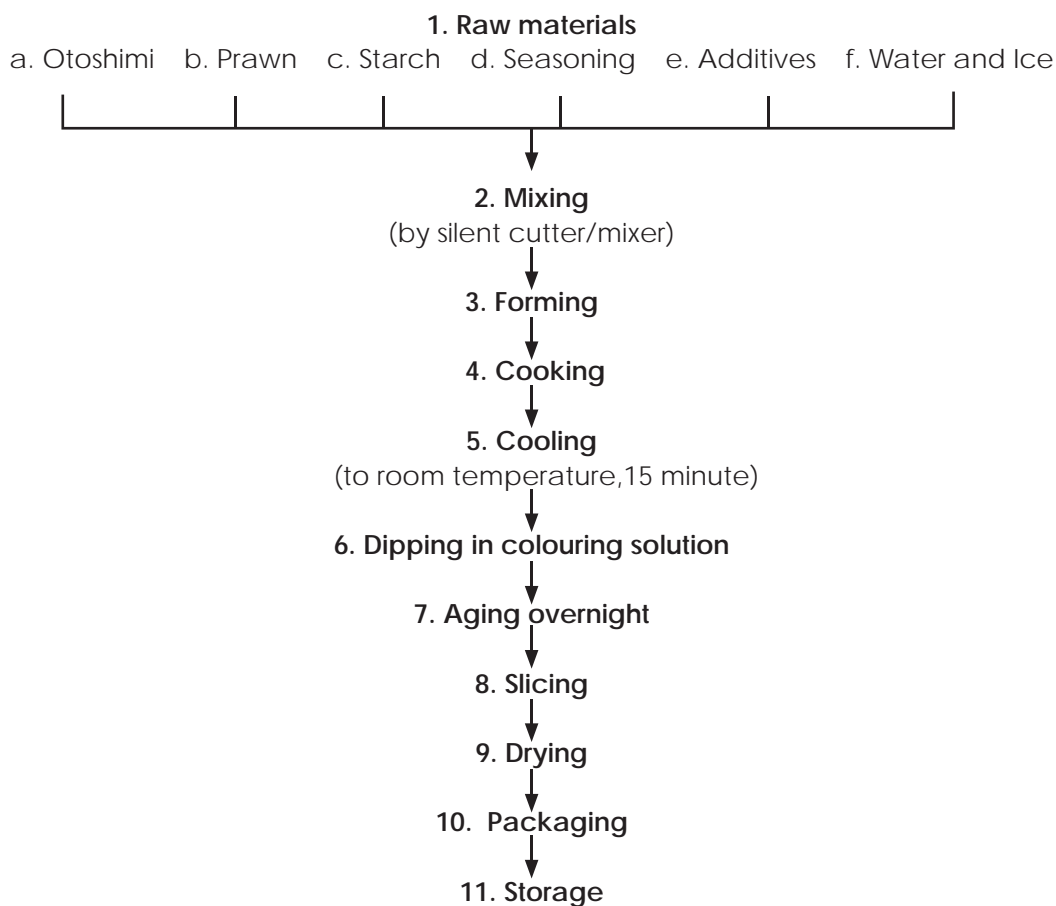 1. Raw materials
a. Otoshimi b. Prawn c. Starch d. Seasoning e. Additives f. Water and Ice
2. Mixing
(by silent cutter/mixer)
3. Forming
4. Cooking
5. Cooling
(to room temperature,15 minute)
6. Dipping in colouring solution
7. Aging overnight
8. Slicing
9. Drying
10. Packaging
11. Storage